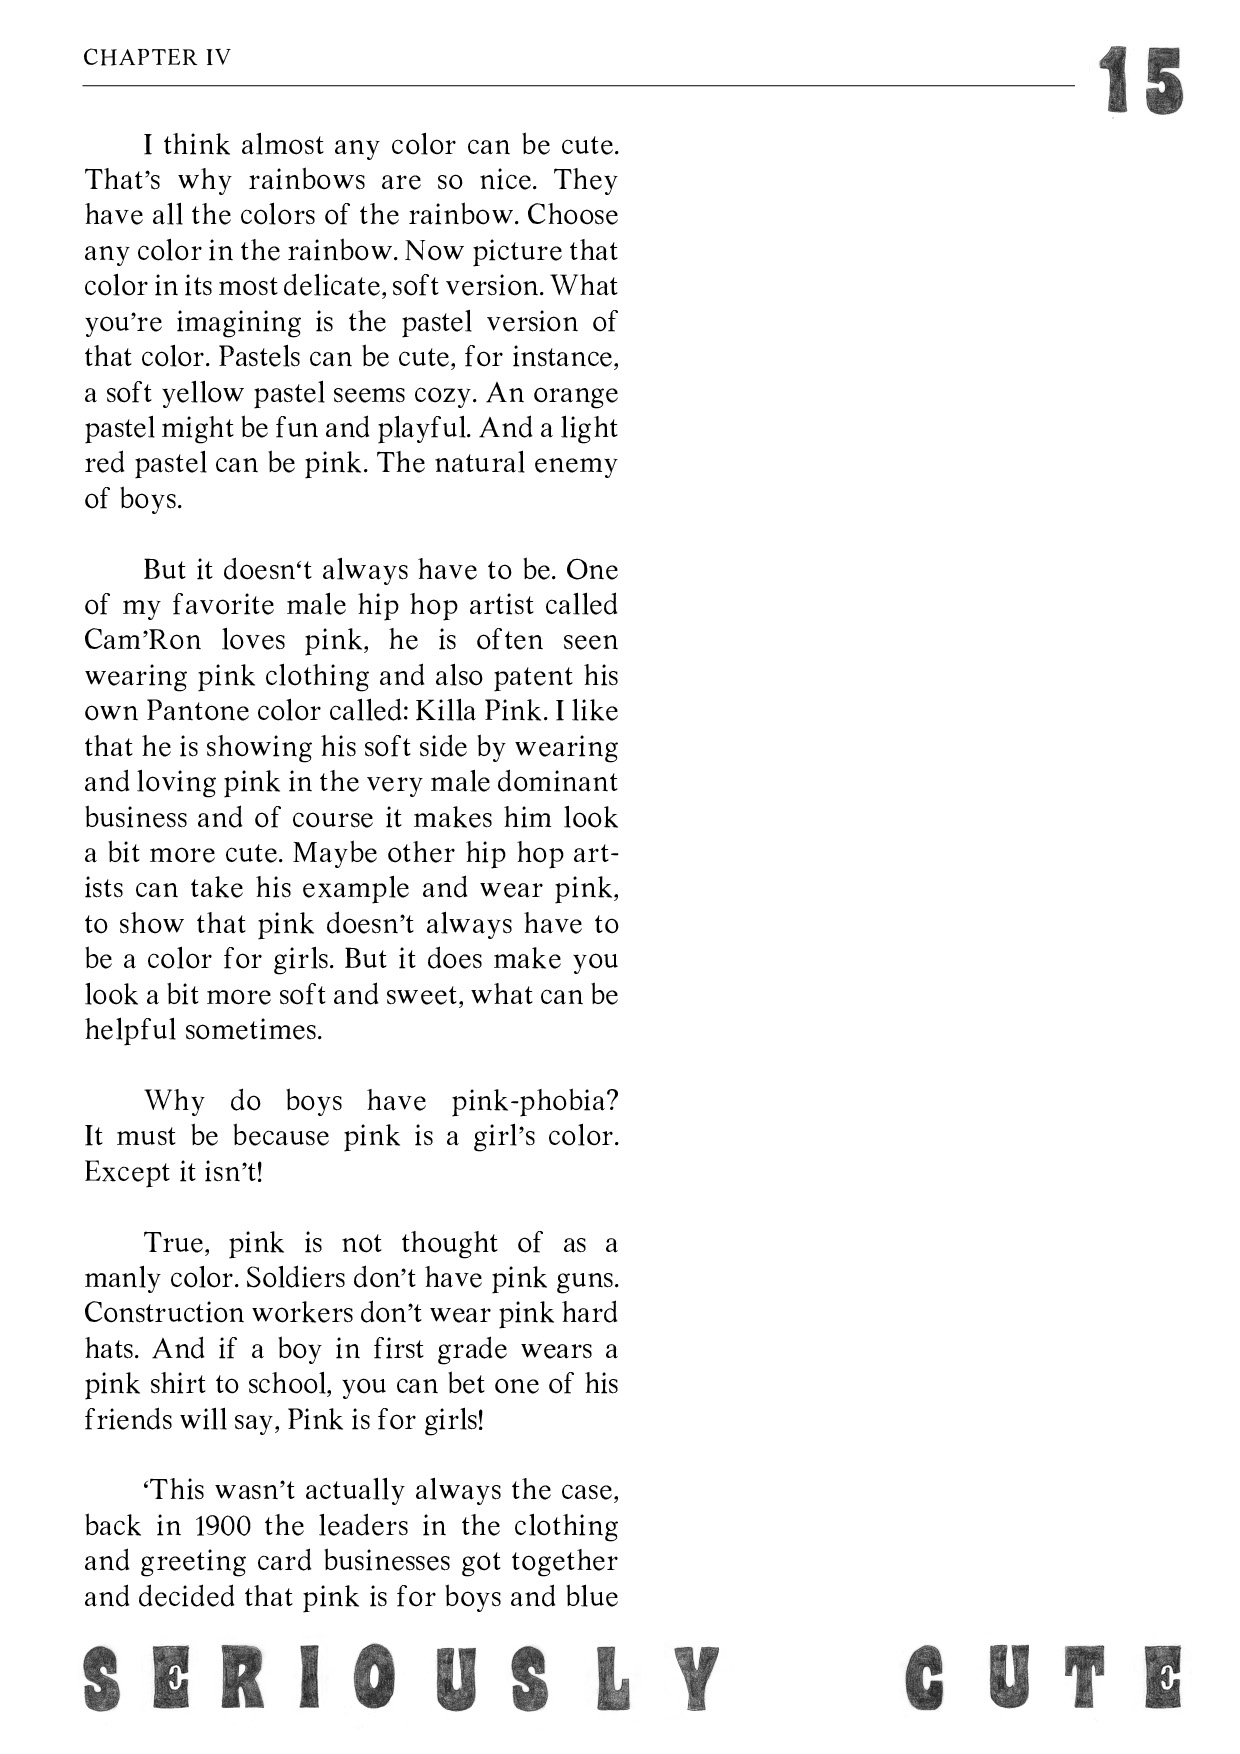 CHAPTER IV
15
I think almost any color can be cute.
That’s why rainbows are so nice. They
have all the colors of the rainbow. Choose
any color in the rainbow. Now picture that
color in its most delicate, soft version. What
you’re imagining is the pastel version of
that color. Pastels can be cute, for instance,
a soft yellow pastel seems cozy. An orange
pastel might be fun and playful. And a light
red pastel can be pink. The natural enemy
of boys.
But it doesn‘t always have to be. One
of my favorite male hip hop artist called
Cam’Ron loves pink, he is often seen
wearing pink clothing and also patent his
own Pantone color called: Killa Pink. I like
that he is showing his soft side by wearing
and loving pink in the very male dominant
business and of course it makes him look
a bit more cute. Maybe other hip hop art-
ists can take his example and wear pink,
to show that pink doesn’t always have to
be a color for girls. But it does make you
look a bit more soft and sweet, what can be
helpful sometimes.
Why do boys have pink-phobia?
It must be because pink is a girl’s color.
Except it isn’t!
True, pink is not thought of as a
manly color. Soldiers don’t have pink guns.
Construction workers don’t wear pink hard
hats. And if a boy in first grade wears a
pink shirt to school, you can bet one of his
friends will say, Pink is for girls!
‘This wasn’t actually always the case,
back in 1900 the leaders in the clothing
and greeting card businesses got together
and decided that pink is for boys and blue
SERIOUSLY CUTE